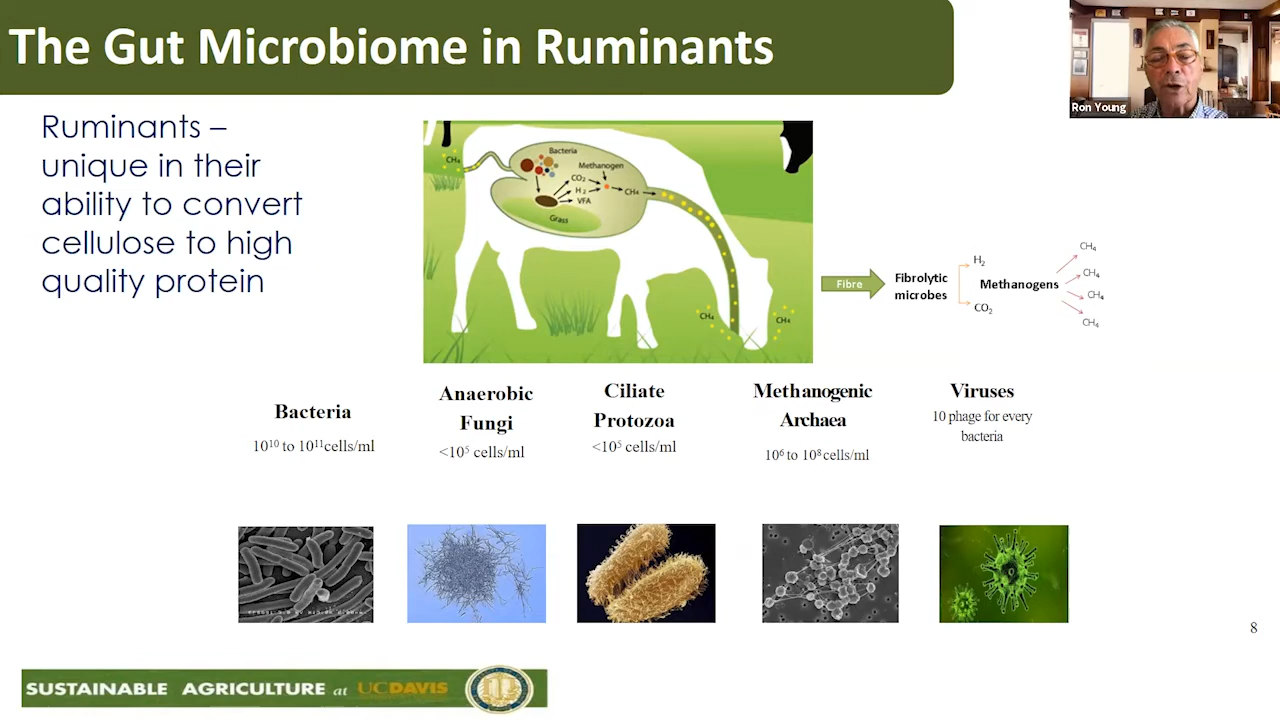 The Gut Microbiome in Ruminants
Ron Young
Ruminants –
unique in their
ability to convert
cellulose to high
quality protein
CH₄
Bacteria
Methanogen
CO₂
H₂
VFA
CH₄
Grass
CH₄
CH₄
Fibre
Fibrolytic
microbes
H₂
CO₂
Methanogens
CH₄
CH₄
CH₄
CH₄
Bacteria
10¹⁰ to 10¹¹cells/ml
Anaerobic
Fungi
<10⁵ cells/ml
Ciliate
Protozoa
<10⁵ cells/ml
Methanogenic
Archaea
10⁶ to 10⁸ cells/ml
Viruses
10 phage for every
bacteria
8
SUSTAINABLE AGRICULTURE at UCDAVIS